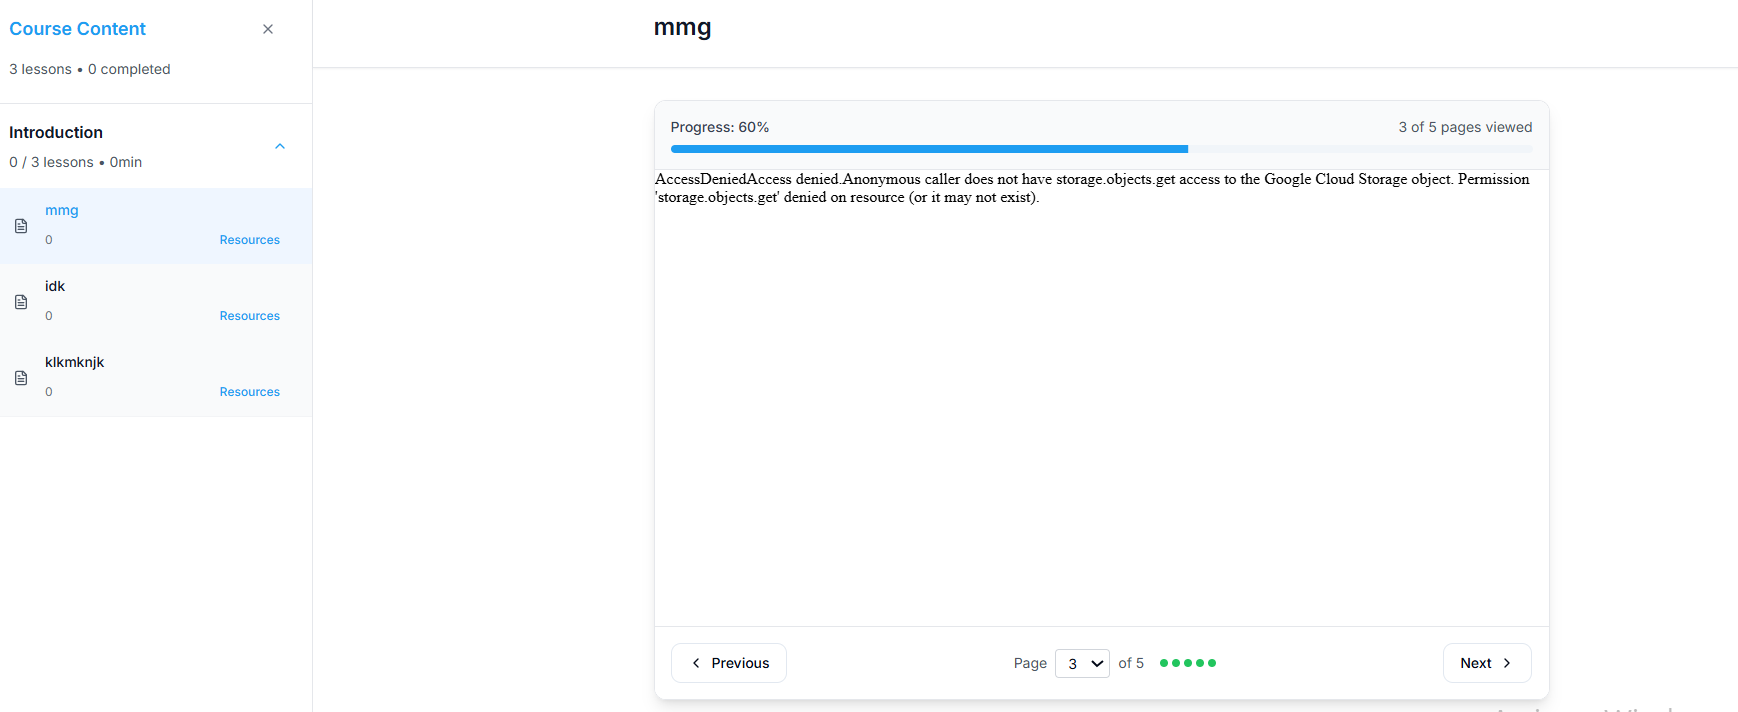 Course Content
3 lessons • 0 completed
Introduction
0 / 3 lessons • 0min
mmg
0
Resources
idk
0
Resources
klkmknjk
0
Resources
mmg
Progress: 60%
3 of 5 pages viewed
AccessDeniedAccess denied.Anonymous caller does not have storage.objects.get access to the Google Cloud Storage object. Permission
'storage.objects.get' denied on resource (or it may not exist).
Previous
Page 3 of 5
Next